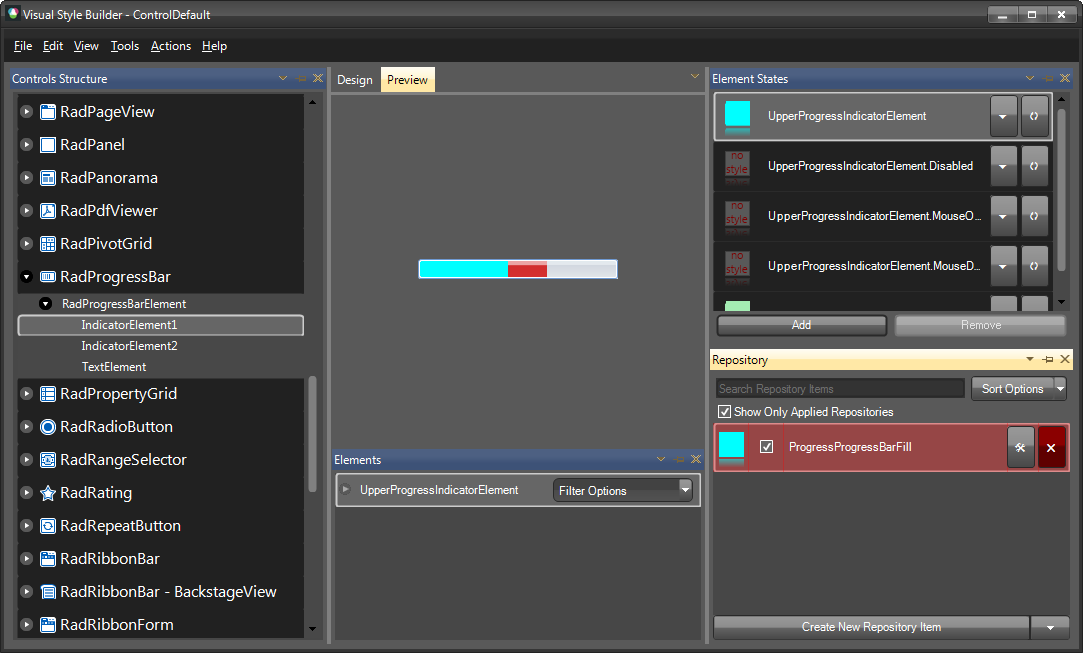 Visual Style Builder - ControlDefault
File Edit View Tools Actions Help
Controls Structure
RadPageView
RadPanel
RadPanorama
RadPdfViewer
RadPivotGrid
RadProgressBar
RadProgressBarElement
IndicatorElement1
IndicatorElement2
TextElement
RadPropertyGrid
RadRadioButton
RadRangeSelector
RadRating
RadRepeatButton
RadRibbonBar
RadRibbonBar - BackstageView
RadRibbonForm
Design Preview
Elements
UpperProgressIndicatorElement Filter Options
Element States
UpperProgressIndicatorElement
no
style
UpperProgressIndicatorElement.Disabled
no
style
UpperProgressIndicatorElement.MouseO...
no
style
UpperProgressIndicatorElement.MouseD...
Add Remove
Repository
Search Repository Items Sort Options
Show Only Applied Repositories
ProgressProgressBarFill
Create New Repository Item